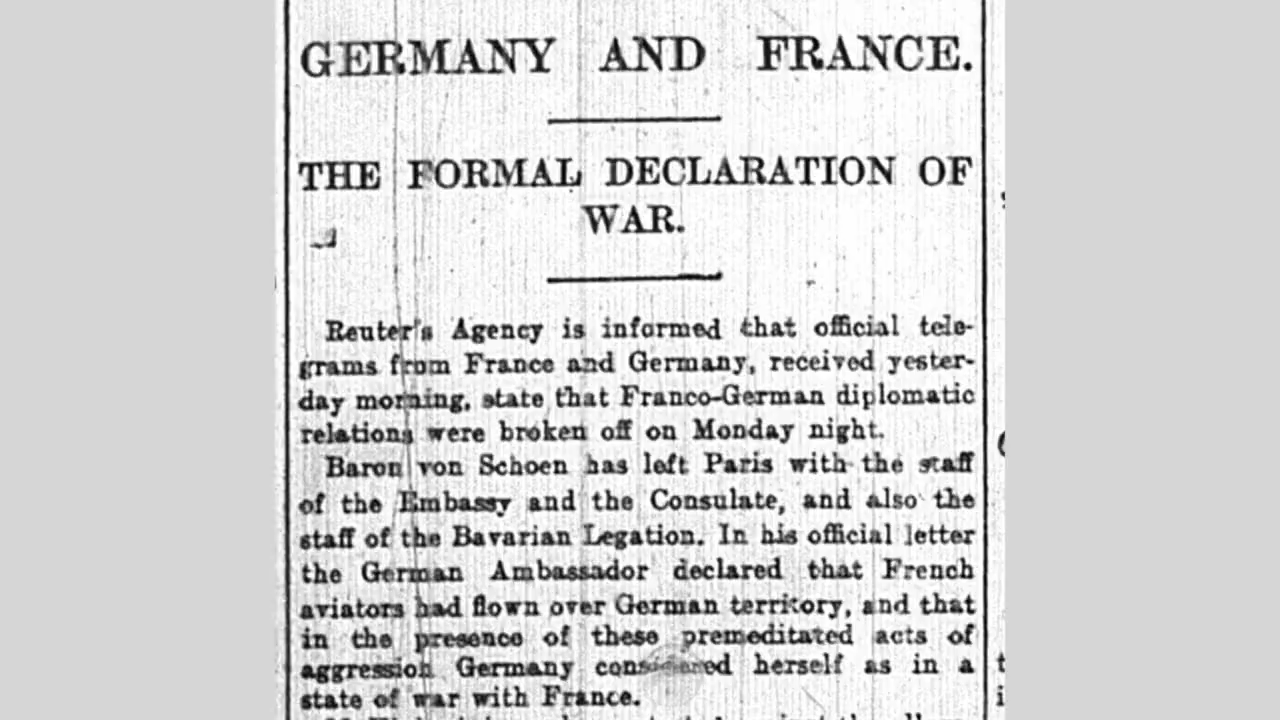 GERMANY AND FRANCE.
THE FORMAL DECLARATION OF
WAR.
Reuter's Agency is informed that official tele-
grams from France and Germany, received yester-
day morning, state that Franco-German diplomatic
relations were broken off on Monday night.
Baron von Schoen has left Paris with the staff
of the Embassy and the Consulate, and also the
staff of the Bavarian Legation. In his official letter
the German Ambassador declared that French
aviators had flown over German territory, and that
in the presence of these premeditated acts of
aggression Germany considered herself as in a
state of war with France.